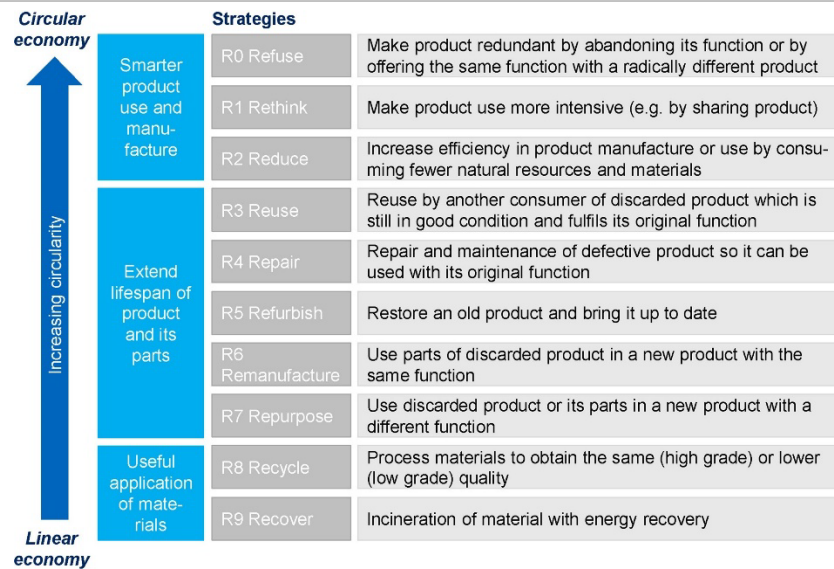 Circular
economy
Strategies
Increasing circularity
Smarter
product
use and
manu-
facture
R0 Refuse
Make product redundant by abandoning its function or by
offering the same function with a radically different product
R1 Rethink
Make product use more intensive (e.g. by sharing product)
R2 Reduce
Increase efficiency in product manufacture or use by consu-
ming fewer natural resources and materials
Extend
lifespan of
product
and its
parts
R3 Reuse
Reuse by another consumer of discarded product which is
still in good condition and fulfils its original function
R4 Repair
Repair and maintenance of defective product so it can be
used with its original function
R5 Refurbish
Restore an old product and bring it up to date
R6
Remanufacture
Use parts of discarded product in a new product with the
same function
R7 Repurpose
Use discarded product or its parts in a new product with a
different function
Useful
application
of mate-
rials
R8 Recycle
Process materials to obtain the same (high grade) or lower
(low grade) quality
R9 Recover
Incineration of material with energy recovery
Linear
economy